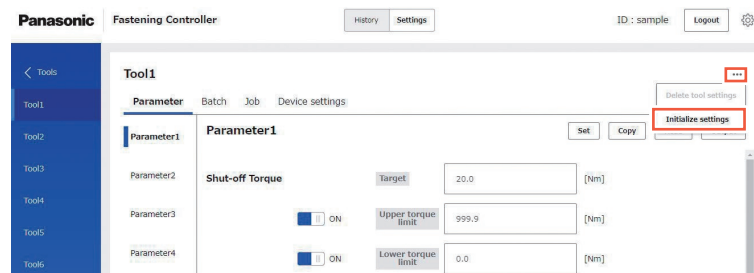 Panasonic Fastening Controller History Settings ID : sample Logout
< Tools
Tool1
Tool2
Tool3
Tool4
Tool5
Tool6
Tool1
Delete tool settings
Initialize settings
Parameter Batch Job Device settings
Parameter1
Parameter2
Parameter3
Parameter4
Parameter1 Set Copy
Shut-off Torque Target 20.0 [Nm]
ON Upper torque limit 999.9 [Nm]
ON Lower torque limit 0.0 [Nm]